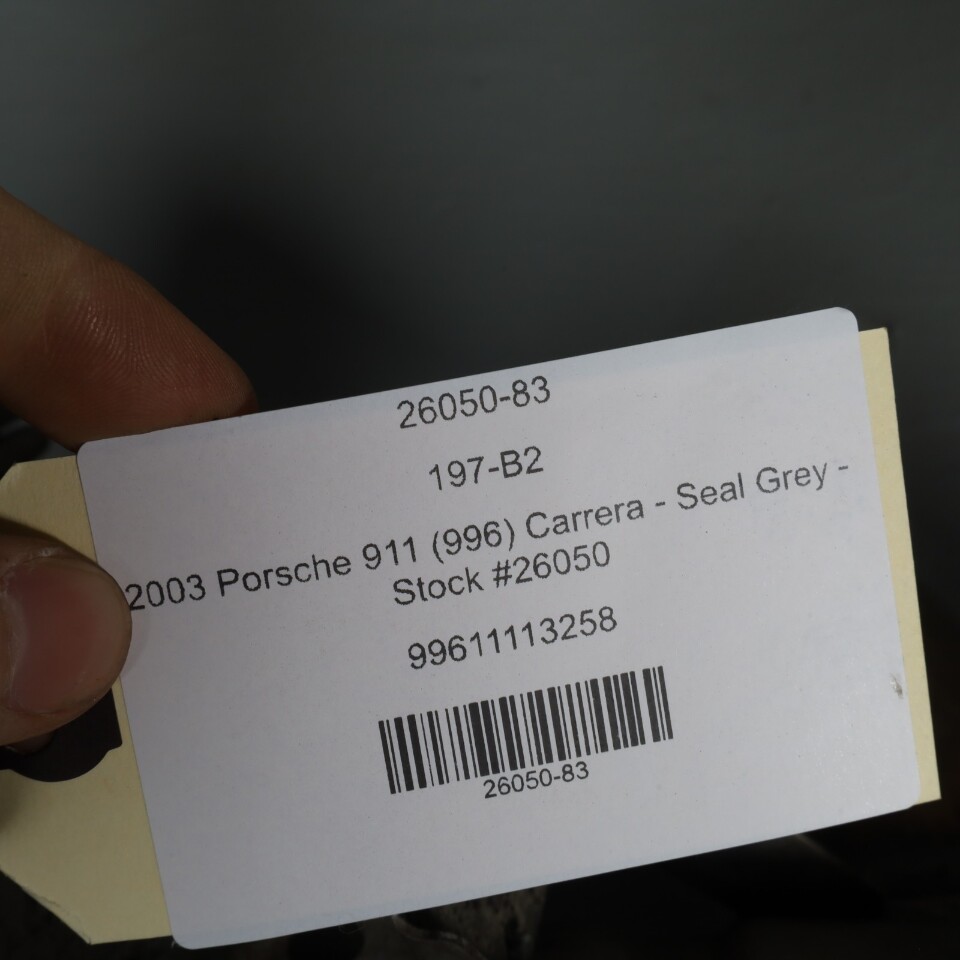 26050-83
197-B2
2003 Porsche 911 (996) Carrera - Seal Grey -
Stock #26050
99611113258
26050-83